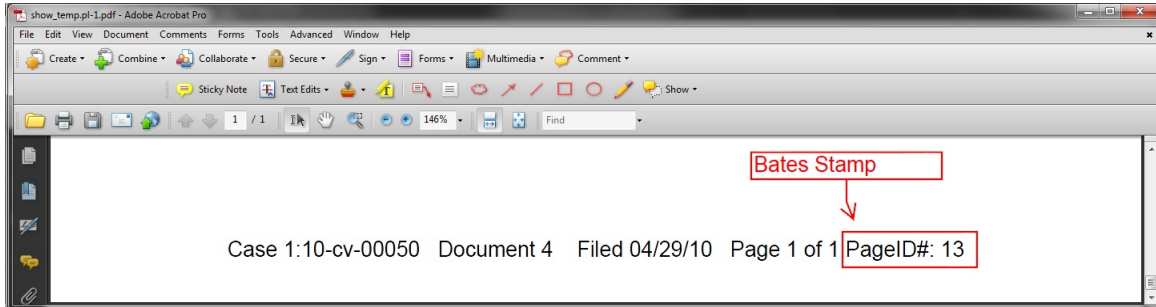 show_temp.pl-1.pdf - Adobe Acrobat Pro
File Edit View Document Comments Forms Tools Advanced Window Help
Create Combine Collaborate Secure Sign Forms Multimedia Comment
Sticky Note Text Edits Show
1 / 1 146% Find
Bates Stamp
Case 1:10-cv-00050 Document 4 Filed 04/29/10 Page 1 of 1 PageID#: 13